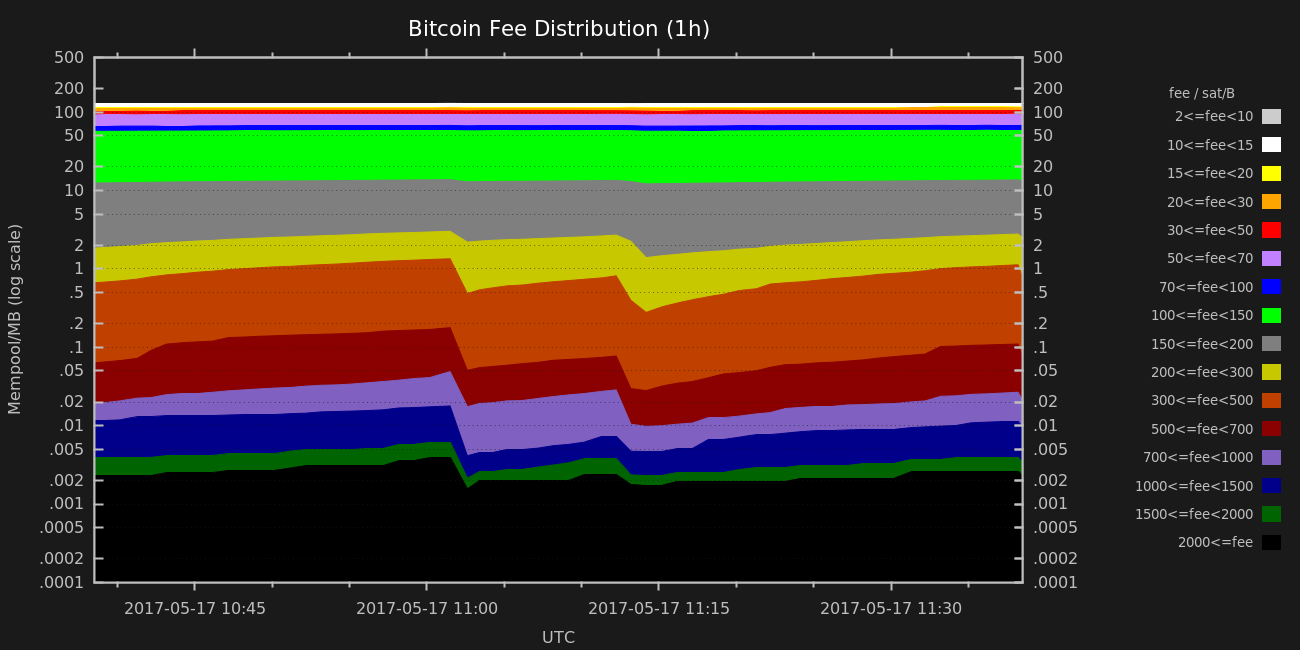 Bitcoin Fee Distribution (1h)
Mempool/MB (log scale)
500
200
100
50
20
10
5
2
1
.5
.2
.1
.05
.02
.01
.005
.002
.001
.0005
.0002
.0001
500
200
100
50
20
10
5
2
1
.5
.2
.1
.05
.02
.01
.005
.002
.001
.0005
.0002
.0001
2017-05-17 10:45
2017-05-17 11:00
2017-05-17 11:15
2017-05-17 11:30
UTC
fee / sat/B
2<=fee<10
10<=fee<15
15<=fee<20
20<=fee<30
30<=fee<50
50<=fee<70
70<=fee<100
100<=fee<150
150<=fee<200
200<=fee<300
300<=fee<500
500<=fee<700
700<=fee<1000
1000<=fee<1500
1500<=fee<2000
2000<=fee